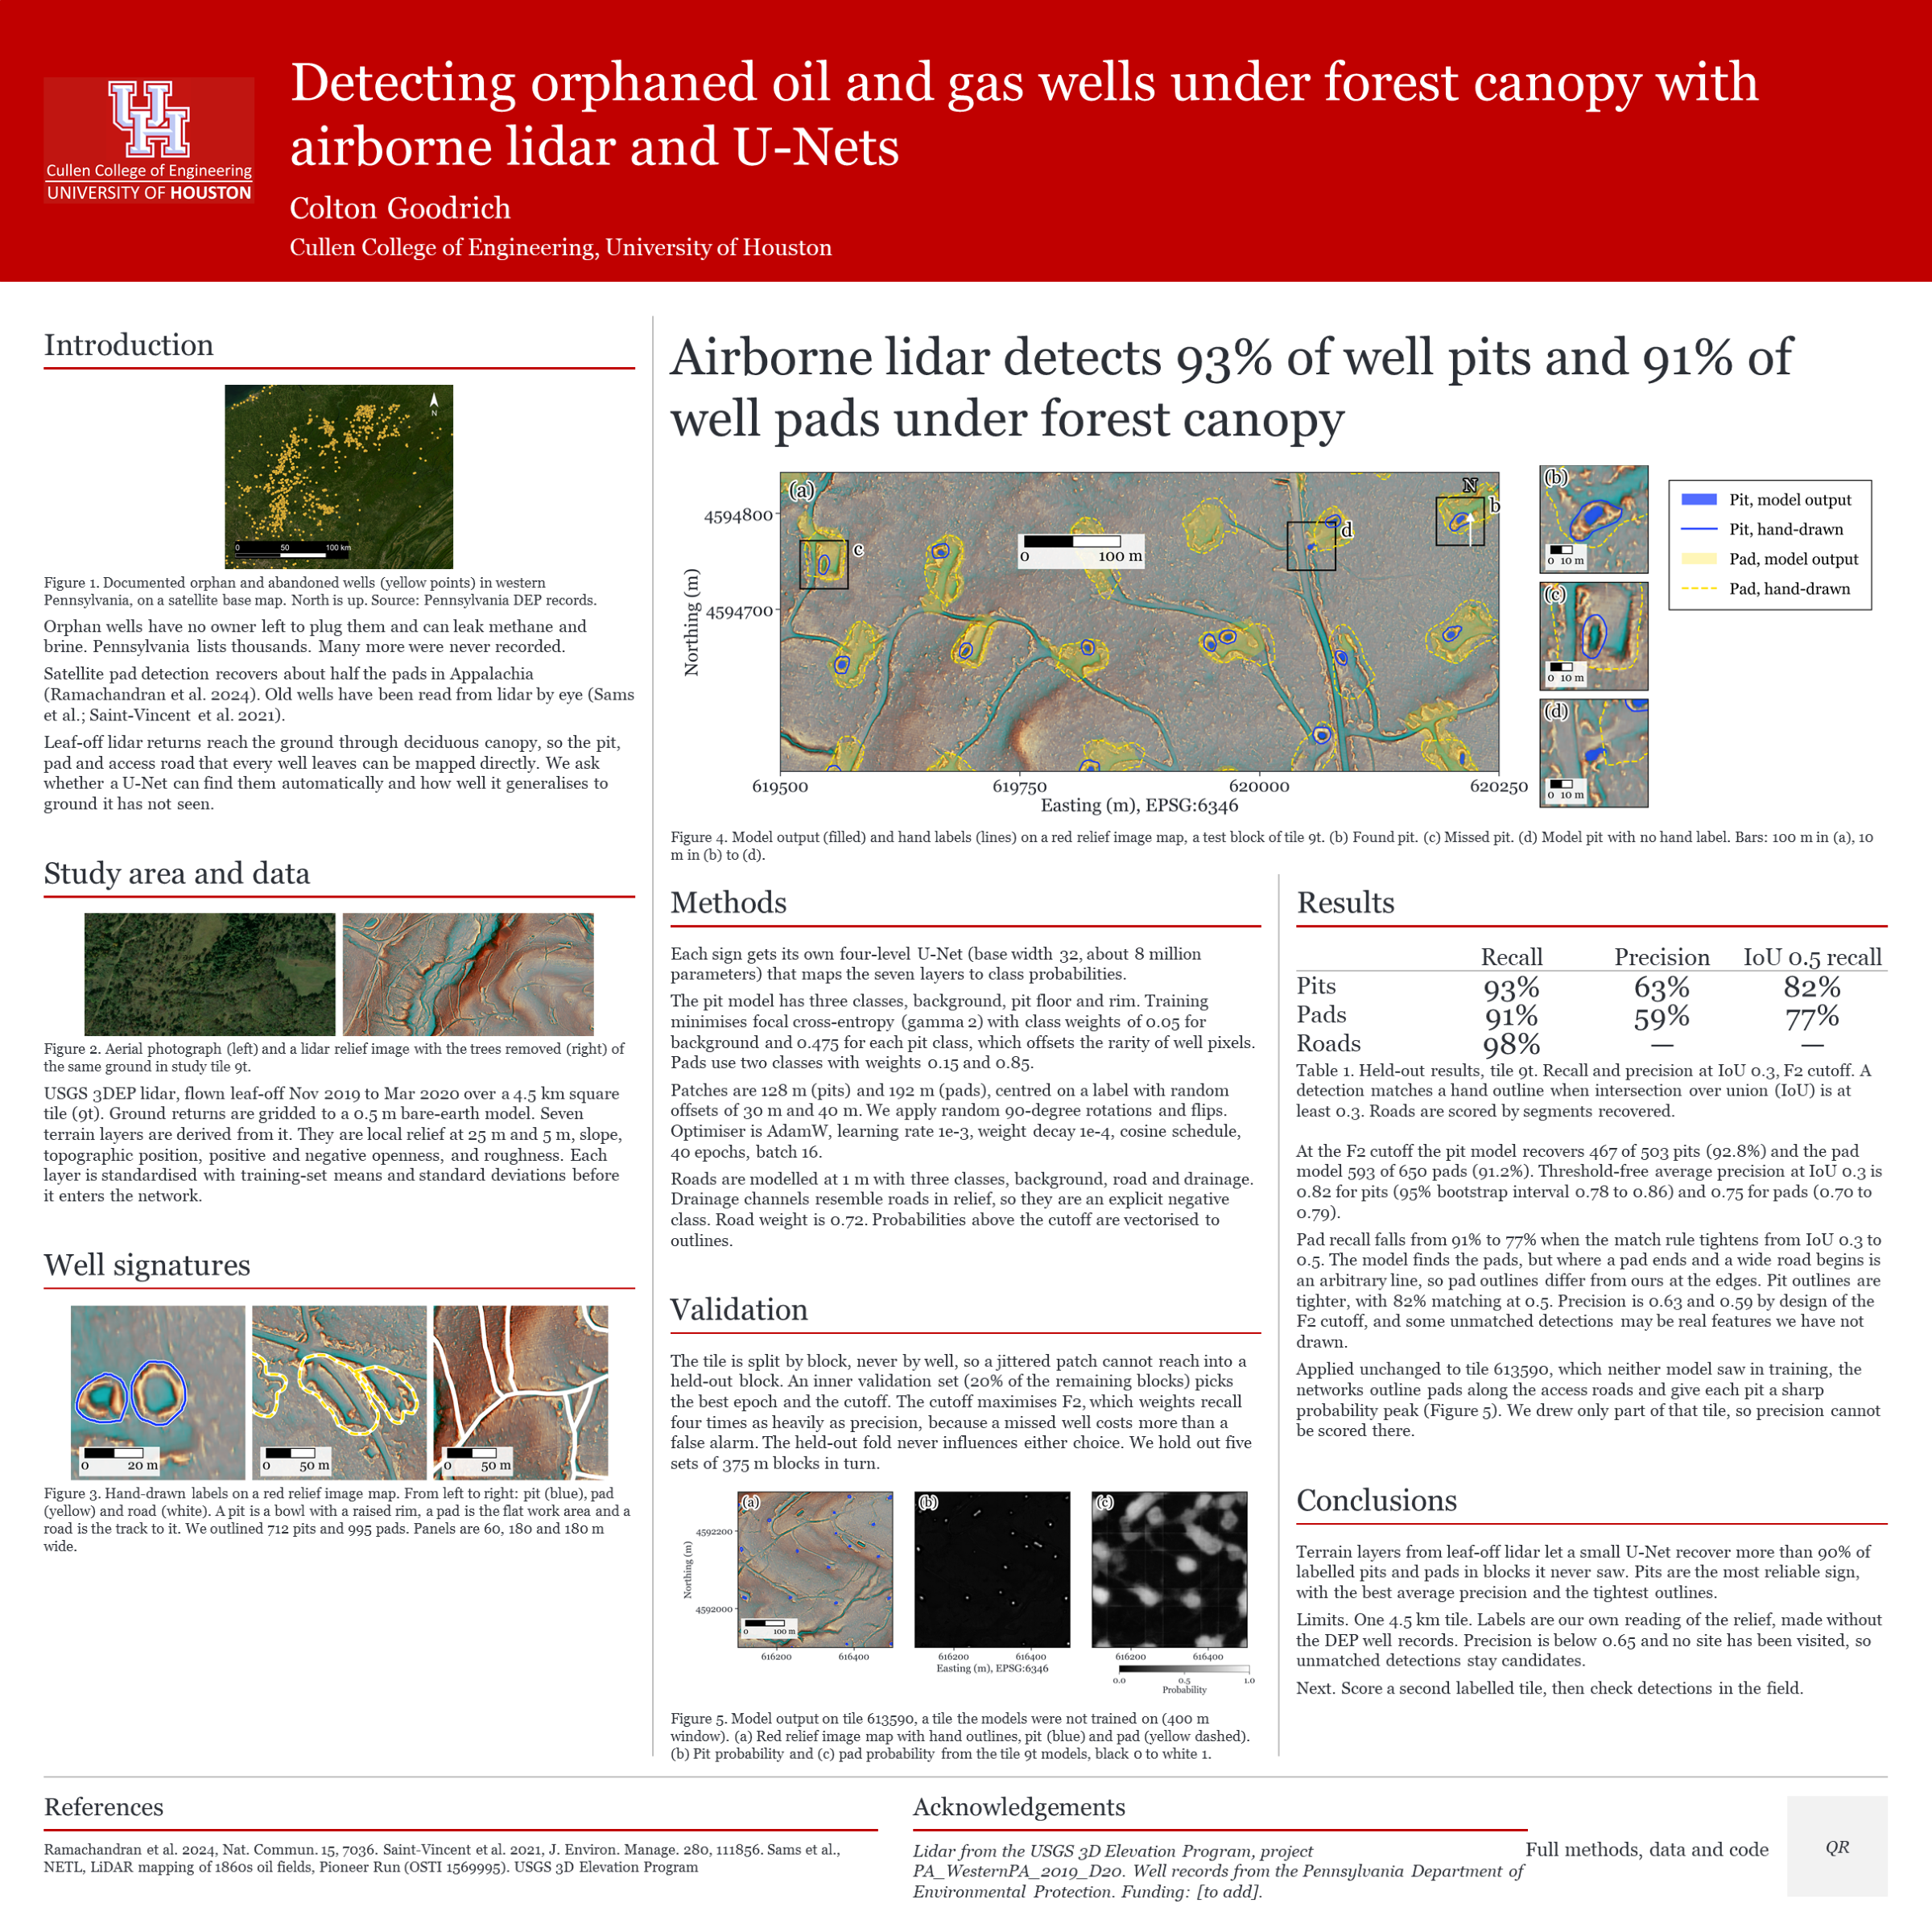 UH
Cullen College of Engineering
UNIVERSITY OF HOUSTON
Detecting orphaned oil and gas wells under forest canopy with
airborne lidar and U-Nets
Colton Goodrich
Cullen College of Engineering, University of Houston
Introduction
N
0 50 100 km
Figure 1. Documented orphan and abandoned wells (yellow points) in western
Pennsylvania, on a satellite base map. North is up. Source: Pennsylvania DEP records.
Orphan wells have no owner left to plug them and can leak methane and
brine. Pennsylvania lists thousands. Many more were never recorded.
Satellite pad detection recovers about half the pads in Appalachia
(Ramachandran et al. 2024). Old wells have been read from lidar by eye (Sams
et al.; Saint-Vincent et al. 2021).
Leaf-off lidar returns reach the ground through deciduous canopy, so the pit,
pad and access road that every well leaves can be mapped directly. We ask
whether a U-Net can find them automatically and how well it generalises to
ground it has not seen.
Study area and data
Figure 2. Aerial photograph (left) and a lidar relief image with the trees removed (right) of
the same ground in study tile 9t.
USGS 3DEP lidar, flown leaf-off Nov 2019 to Mar 2020 over a 4.5 km square
tile (9t). Ground returns are gridded to a 0.5 m bare-earth model. Seven
terrain layers are derived from it. They are local relief at 25 m and 5 m, slope,
topographic position, positive and negative openness, and roughness. Each
layer is standardised with training-set means and standard deviations before
it enters the network.
Well signatures
0 20 m
0 50 m
0 50 m
Figure 3. Hand-drawn labels on a red relief image map. From left to right: pit (blue), pad
(yellow) and road (white). A pit is a bowl with a raised rim, a pad is the flat work area and a
road is the track to it. We outlined 712 pits and 995 pads. Panels are 60, 180 and 180 m
wide.
Airborne lidar detects 93% of well pits and 91% of
well pads under forest canopy
(a)
N
b
c
d
0 100 m
4594800
4594700
Northing (m)
619500 619750 620000 620250
Easting (m), EPSG:6346
(b)
0 10 m
(c)
0 10 m
(d)
0 10 m
Pit, model output
Pit, hand-drawn
Pad, model output
Pad, hand-drawn
Figure 4. Model output (filled) and hand labels (lines) on a red relief image map, a test block of tile 9t. (b) Found pit. (c) Missed pit. (d) Model pit with no hand label. Bars: 100 m in (a), 10
m in (b) to (d).
Methods
Each sign gets its own four-level U-Net (base width 32, about 8 million
parameters) that maps the seven layers to class probabilities.
The pit model has three classes, background, pit floor and rim. Training
minimises focal cross-entropy (gamma 2) with class weights of 0.05 for
background and 0.475 for each pit class, which offsets the rarity of well pixels.
Pads use two classes with weights 0.15 and 0.85.
Patches are 128 m (pits) and 192 m (pads), centred on a label with random
offsets of 30 m and 40 m. We apply random 90-degree rotations and flips.
Optimiser is AdamW, learning rate 1e-3, weight decay 1e-4, cosine schedule,
40 epochs, batch 16.
Roads are modelled at 1 m with three classes, background, road and drainage.
Drainage channels resemble roads in relief, so they are an explicit negative
class. Road weight is 0.72. Probabilities above the cutoff are vectorised to
outlines.
Validation
The tile is split by block, never by well, so a jittered patch cannot reach into a
held-out block. An inner validation set (20% of the remaining blocks) picks
the best epoch and the cutoff. The cutoff maximises F2, which weights recall
four times as heavily as precision, because a missed well costs more than a
false alarm. The held-out fold never influences either choice. We hold out five
sets of 375 m blocks in turn.
(a) (b) (c)
4592200
4592000
Northing (m)
0 100 m
616200 616400 616200 616400 616200 616400
Easting (m), EPSG:6346
0.0 0.5 1.0
Probability
Figure 5. Model output on tile 613590, a tile the models were not trained on (400 m
window). (a) Red relief image map with hand outlines, pit (blue) and pad (yellow dashed).
(b) Pit probability and (c) pad probability from the tile 9t models, black 0 to white 1.
Results
Recall Precision IoU 0.5 recall
Pits 93% 63% 82%
Pads 91% 59% 77%
Roads 98% — —
Table 1. Held-out results, tile 9t. Recall and precision at IoU 0.3, F2 cutoff. A
detection matches a hand outline when intersection over union (IoU) is at
least 0.3. Roads are scored by segments recovered.
At the F2 cutoff the pit model recovers 467 of 503 pits (92.8%) and the pad
model 593 of 650 pads (91.2%). Threshold-free average precision at IoU 0.3 is
0.82 for pits (95% bootstrap interval 0.78 to 0.86) and 0.75 for pads (0.70 to
0.79).
Pad recall falls from 91% to 77% when the match rule tightens from IoU 0.3 to
0.5. The model finds the pads, but where a pad ends and a wide road begins is
an arbitrary line, so pad outlines differ from ours at the edges. Pit outlines are
tighter, with 82% matching at 0.5. Precision is 0.63 and 0.59 by design of the
F2 cutoff, and some unmatched detections may be real features we have not
drawn.
Applied unchanged to tile 613590, which neither model saw in training, the
networks outline pads along the access roads and give each pit a sharp
probability peak (Figure 5). We drew only part of that tile, so precision cannot
be scored there.
Conclusions
Terrain layers from leaf-off lidar let a small U-Net recover more than 90% of
labelled pits and pads in blocks it never saw. Pits are the most reliable sign,
with the best average precision and the tightest outlines.
Limits. One 4.5 km tile. Labels are our own reading of the relief, made without
the DEP well records. Precision is below 0.65 and no site has been visited, so
unmatched detections stay candidates.
Next. Score a second labelled tile, then check detections in the field.
References
Ramachandran et al. 2024, Nat. Commun. 15, 7036. Saint-Vincent et al. 2021, J. Environ. Manage. 280, 111856. Sams et al.,
NETL, LiDAR mapping of 1860s oil fields, Pioneer Run (OSTI 1569995). USGS 3D Elevation Program
Acknowledgements
Lidar from the USGS 3D Elevation Program, project
PA_WesternPA_2019_D20. Well records from the Pennsylvania Department of
Environmental Protection. Funding: [to add].
Full methods, data and code
QR